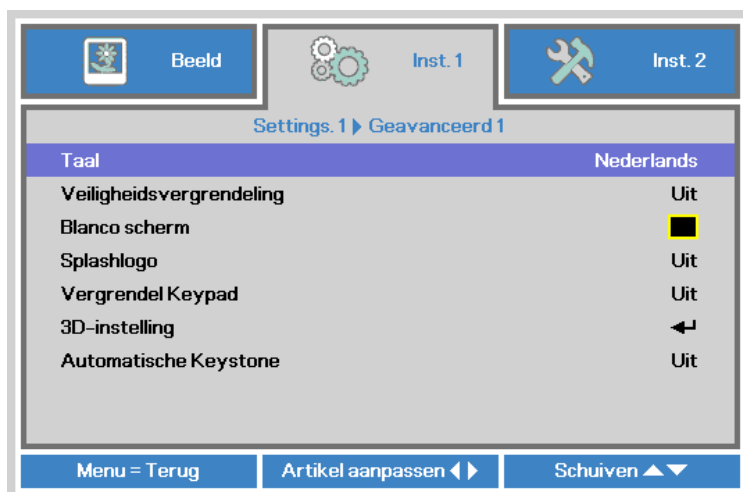 Beeld
Inst. 1
Inst. 2
Settings. 1 Geavanceerd 1
Taal Nederlands
Veiligheidsvergrendeling Uit
Blanco scherm
Splashlogo Uit
Vergrendel Keypad Uit
3D-instelling
Automatische Keystone Uit
Menu = Terug
Artikel aanpassen
Schuiven